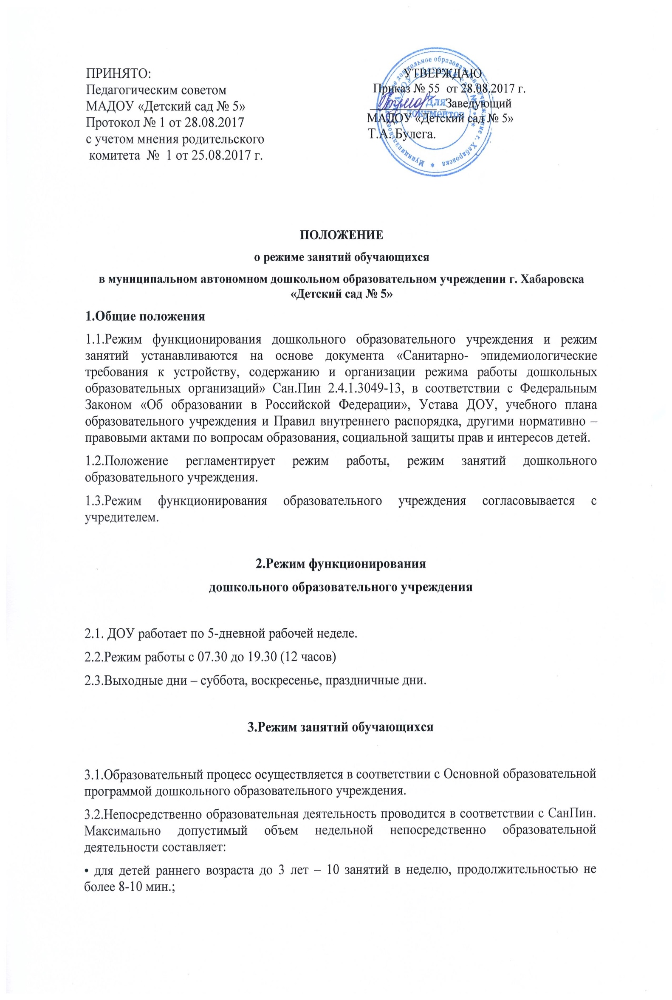 ПРИНЯТО:
Педагогическим советом
МАДОУ «Детский сад № 5»
Протокол № 1 от 28.08.2017
с учетом мнения родительского
комитета № 1 от 25.08.2017 г.
УТВЕРЖДАЮ
Приказ № 55 от 28.08.2017 г.
Заведующий
МАДОУ «Детский сад № 5»
Т.А. Булега.
Для
документов
ПОЛОЖЕНИЕ
о режиме занятий обучающихся
в муниципальном автономном дошкольном образовательном учреждении г. Хабаровска
«Детский сад № 5»
1.Общие положения
1.1.Режим функционирования дошкольного образовательного учреждения и режим
занятий устанавливаются на основе документа «Санитарно- эпидемиологические
требования к устройству, содержанию и организации режима работы дошкольных
образовательных организаций» Сан.Пин 2.4.1.3049-13, в соответствии с Федеральным
Законом «Об образовании в Российской Федерации», Устава ДОУ, учебного плана
образовательного учреждения и Правил внутреннего распорядка, другими нормативно –
правовыми актами по вопросам образования, социальной защиты прав и интересов детей.
1.2.Положение регламентирует режим работы, режим занятий дошкольного
образовательного учреждения.
1.3.Режим функционирования образовательного учреждения согласовывается с
учредителем.
2.Режим функционирования
дошкольного образовательного учреждения
2.1. ДОУ работает по 5-дневной рабочей неделе.
2.2.Режим работы с 07.30 до 19.30 (12 часов)
2.3.Выходные дни – суббота, воскресенье, праздничные дни.
3.Режим занятий обучающихся
3.1.Образовательный процесс осуществляется в соответствии с Основной образовательной
программой дошкольного образовательного учреждения.
3.2.Непосредственно образовательная деятельность проводится в соответствии с СанПин.
Максимально допустимый объем недельной непосредственно образовательной
деятельности составляет:
• для детей раннего возраста до 3 лет – 10 занятий в неделю, продолжительностью не
более 8-10 мин.;